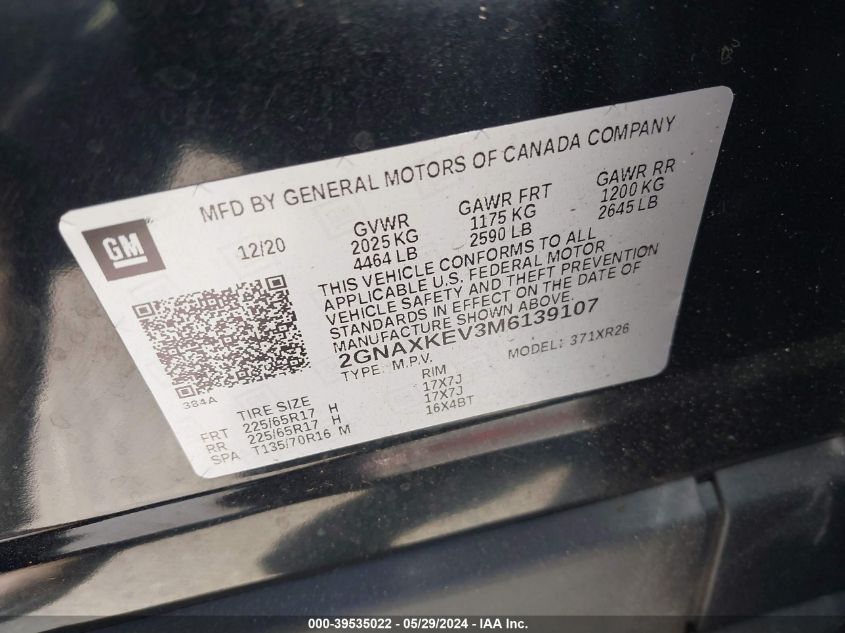 MFD BY GENERAL MOTORS OF CANADA COMPANY
GM
12/20
GVWR
2025 KG
4464 LB
GAWR FRT
1175 KG
2590 LB
GAWR RR
1200 KG
2645 LB
THIS VEHICLE CONFORMS TO ALL
APPLICABLE U.S. FEDERAL MOTOR
VEHICLE SAFETY AND THEFT PREVENTION
STANDARDS IN EFFECT ON THE DATE OF
MANUFACTURE SHOWN ABOVE.
2GNAXKEV3M6139107
TYPE: M.P.V.
MODEL: 371XR26
384A
TIRE SIZE RIM
FRT 225/65R17 H 17X7J
RR 225/65R17 H 17X7J
SPA T135/70R16 M 16X4BT
000-39535022 - 05/29/2024 - IAA Inc.